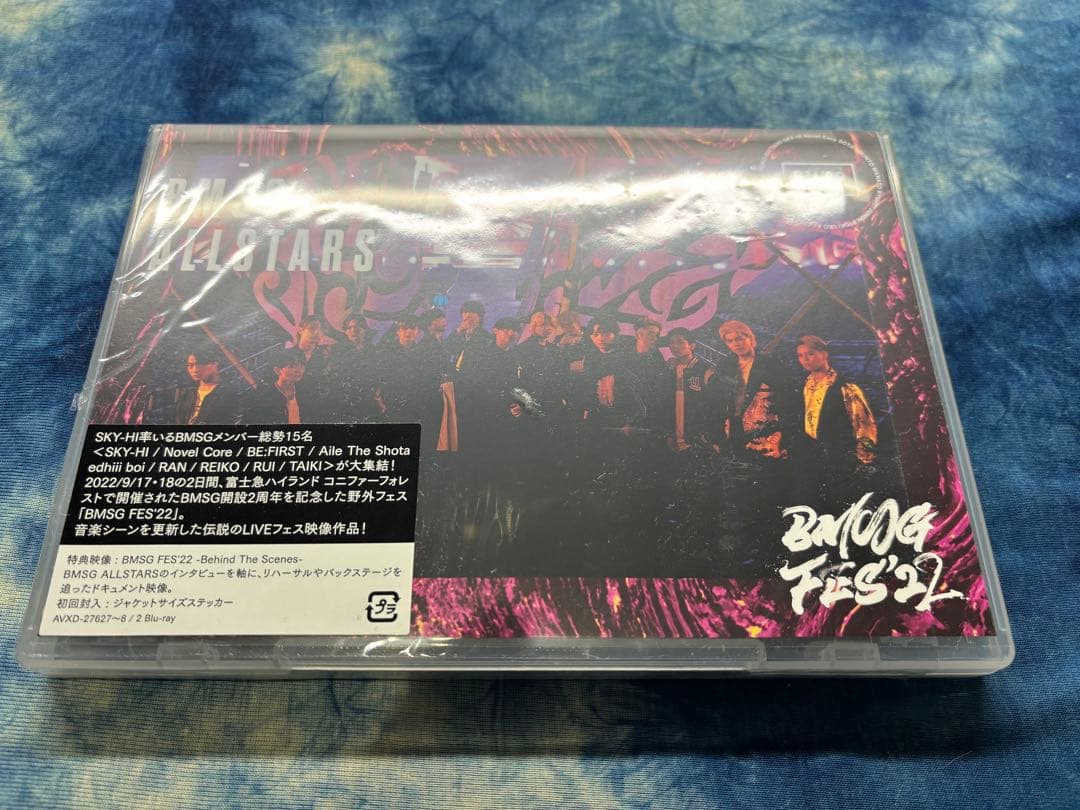 BMSG
ALLSTARS
SKY-HI率いるBMSGメンバー総勢15名
<SKY-HI / Novel Core / BE:FIRST / Aile The Shota
edhiii boi / RAN / REIKO / RUI / TAIKI>が大集結!
2022/9/17・18の2日間、富士急ハイランド コニファーフォレ
ストで開催されたBMSG開設2周年を記念した野外フェス
「BMSG FES'22」。
音楽シーンを更新した伝説のLIVEフェス映像作品!
特典映像:BMSG FES'22 -Behind The Scenes-
BMSG ALLSTARSのインタビューを軸に、リハーサルやバックステージを
追ったドキュメント映像。
初回封入:ジャケットサイズステッカー
AVXD-27627〜8 / 2 Blu-ray
プラ
BMSG
FES'22